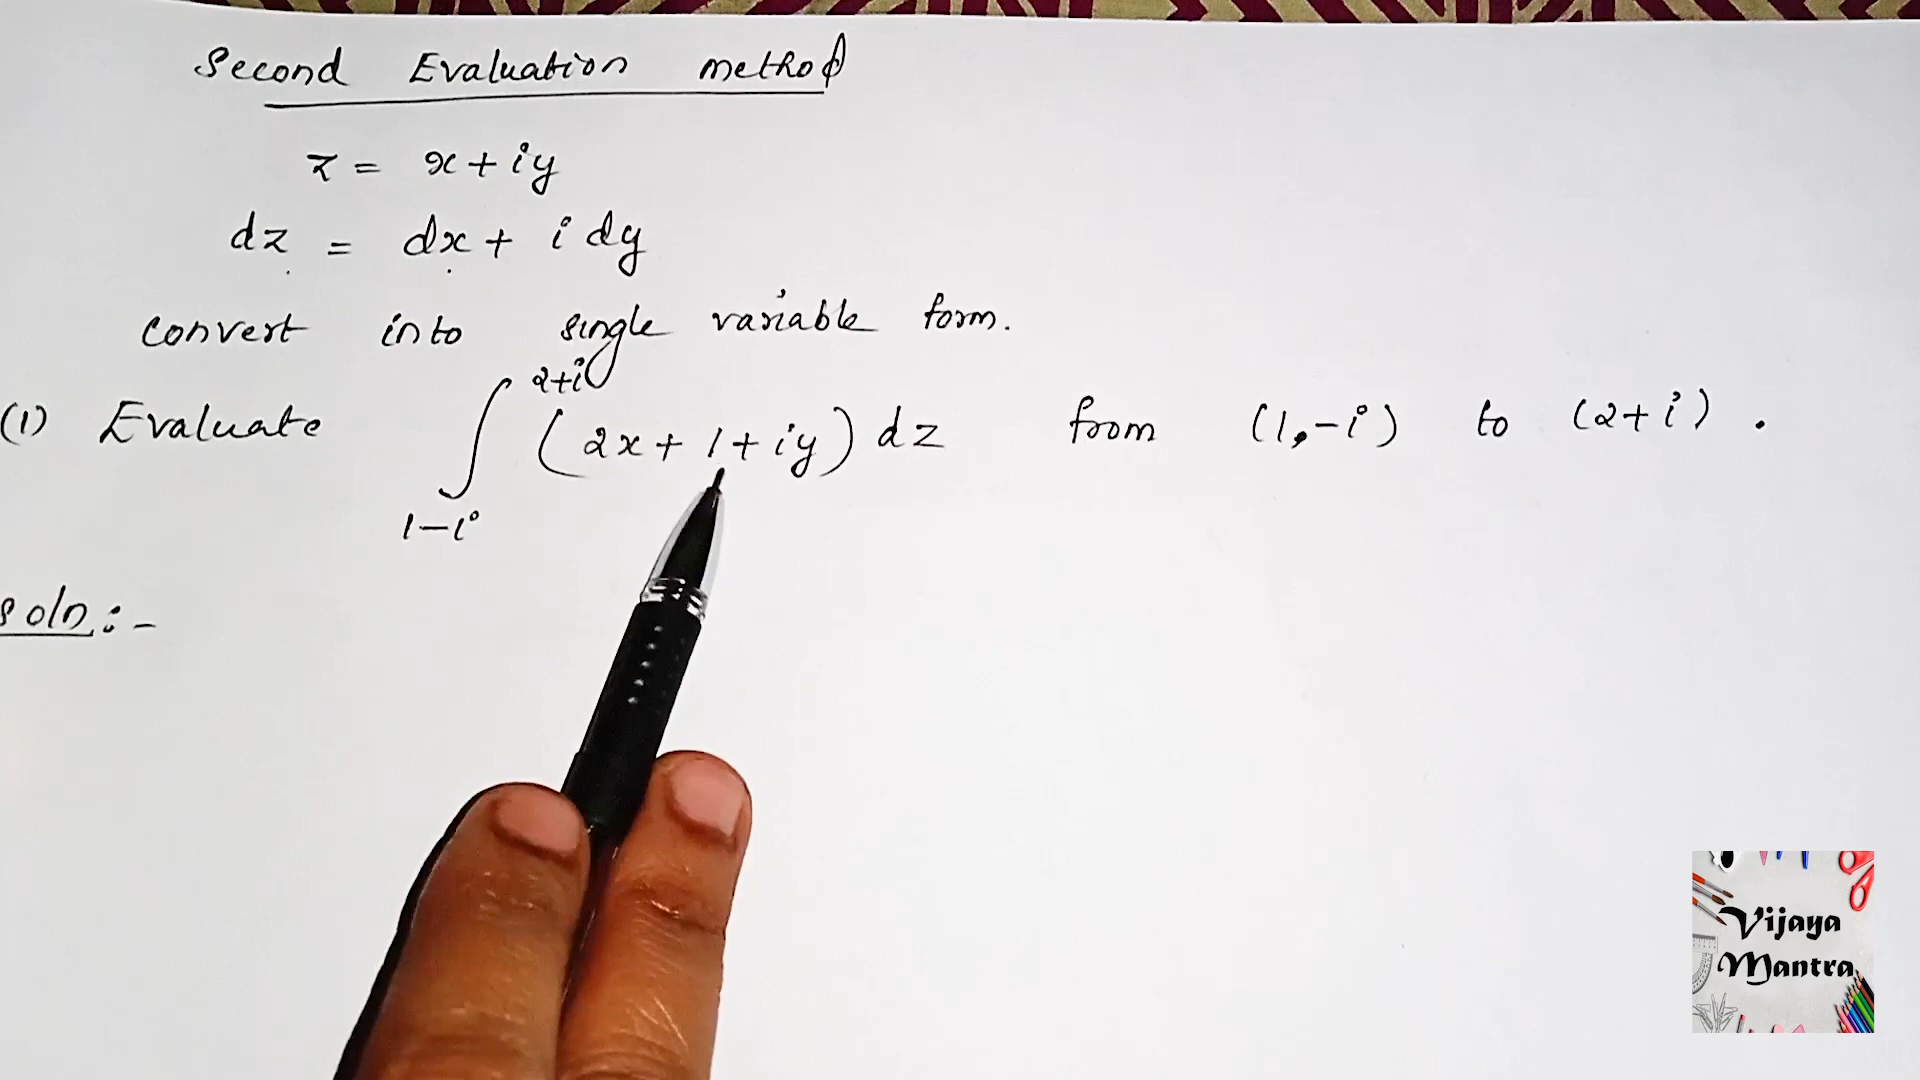 Second Evaluation method
z = x + iy
dz = dx + i dy
convert into single variable form.
(1) Evaluate ∫_{1-i}^{2+i} (2x + 1 + iy) dz from (1,-i) to (2+i).
soln:-
Vijaya
Mantra